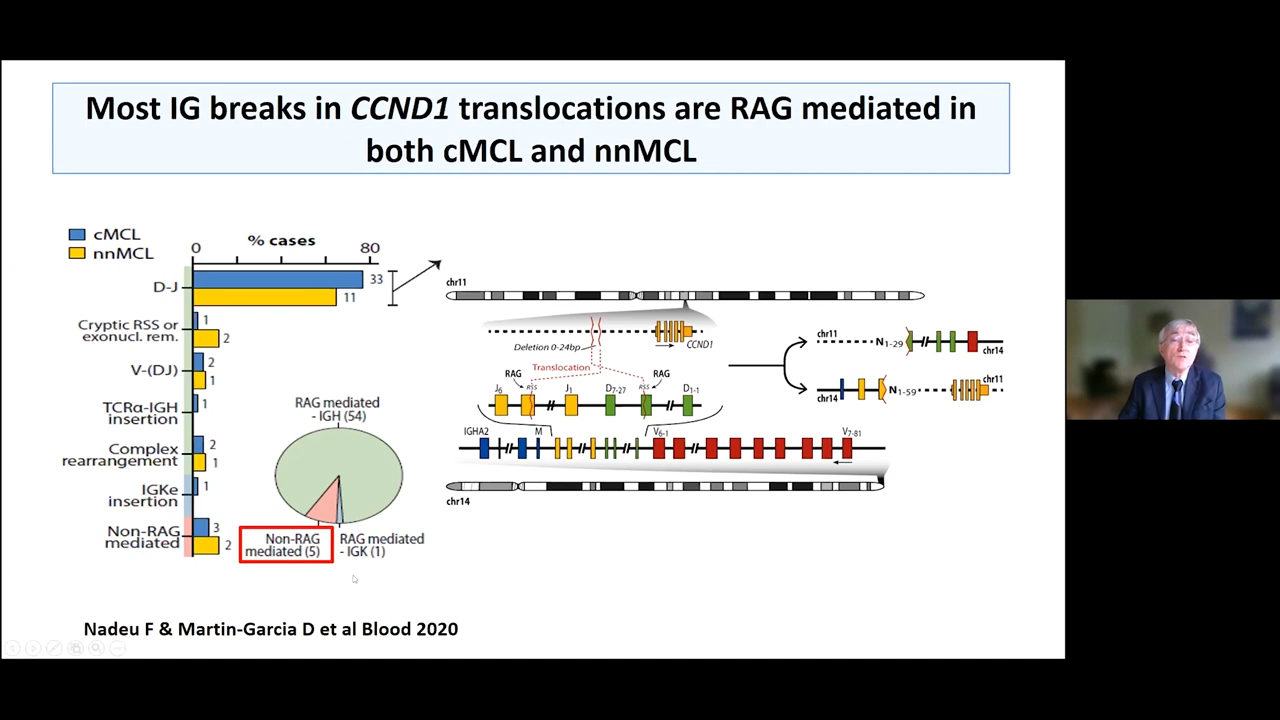 Most IG breaks in CCND1 translocations are RAG mediated in
both cMCL and nnMCL
cMCL
nnMCL
% cases
0
80
D-J
33
11
Cryptic RSS or
exonucl. rem.
1
2
V-(DJ)
2
1
TCRα-IGH
insertion
1
Complex
rearrangement
2
1
IGKe
insertion
1
Non-RAG
mediated
3
2
RAG mediated
- IGH (54)
Non-RAG
mediated (5)
RAG mediated
- IGK (1)
chr11
Deletion 0-24bp
CCND1
Translocation
RAG
RAG
J6
RSS
J1
D7-27
RSS
D1-1
IGHA2
M
V6-1
V7-81
chr14
chr11
N1-29
chr14
chr14
N1-59
chr11
Nadeu F & Martin-Garcia D et al Blood 2020